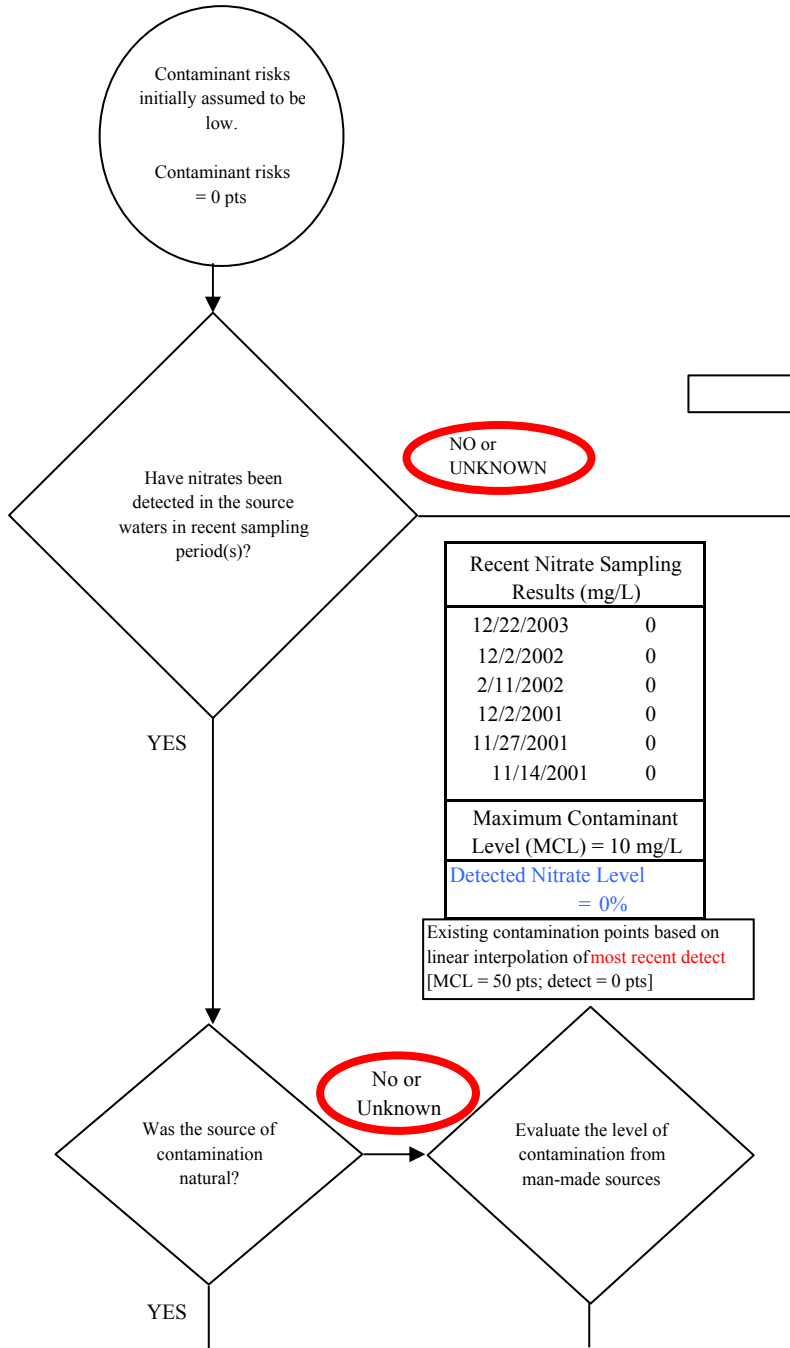 Contaminant risks
initially assumed to be
low.
Contaminant risks
= 0 pts
NO or
UNKNOWN
Have nitrates been
detected in the source
waters in recent sampling
period(s)?
Recent Nitrate Sampling
Results (mg/L)
12/22/2003 0
12/2/2002 0
2/11/2002 0
12/2/2001 0
11/27/2001 0
11/14/2001 0
YES
Maximum Contaminant
Level (MCL) = 10 mg/L
Detected Nitrate Level
= 0%
Existing contamination points based on
linear interpolation of most recent detect
[MCL = 50 pts; detect = 0 pts]
No or
Unknown
Was the source of
contamination
natural?
Evaluate the level of
contamination from
man-made sources
YES